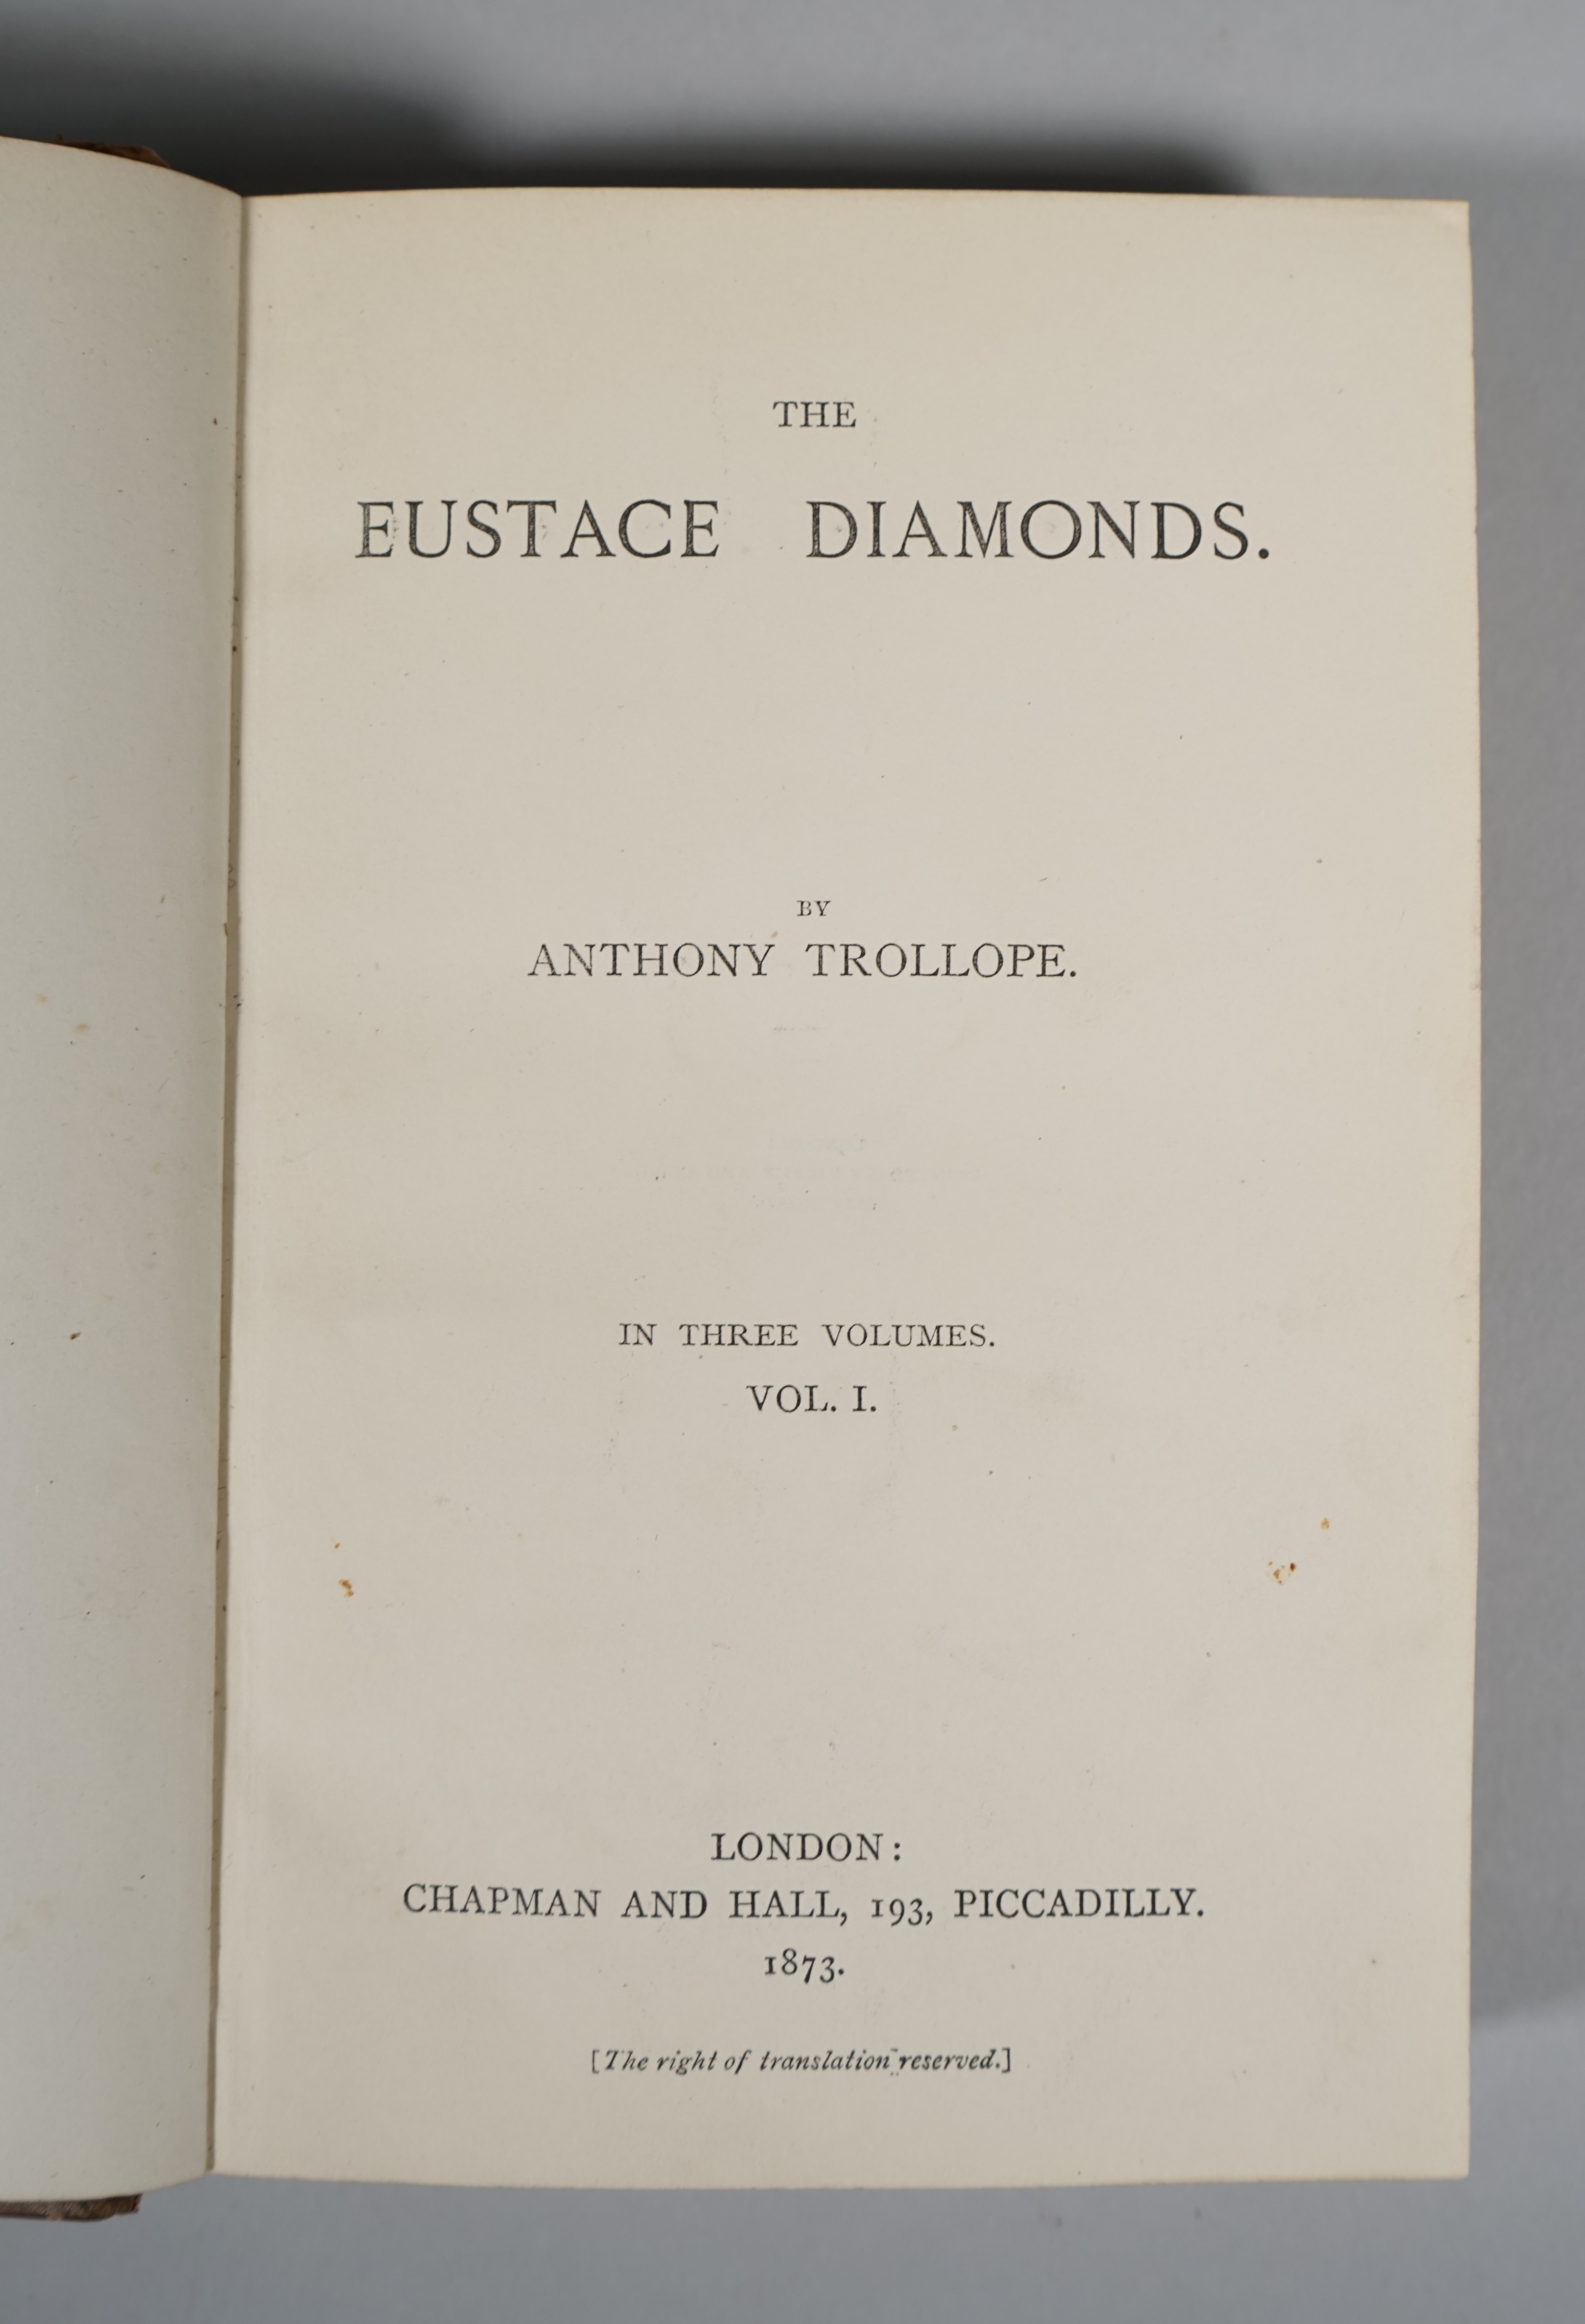 THE
EUSTACE DIAMONDS.
BY
ANTHONY TROLLOPE.
IN THREE VOLUMES.
VOL. I.
LONDON:
CHAPMAN AND HALL, 193, PICCADILLY.
1873.
[The right of translation reserved.]